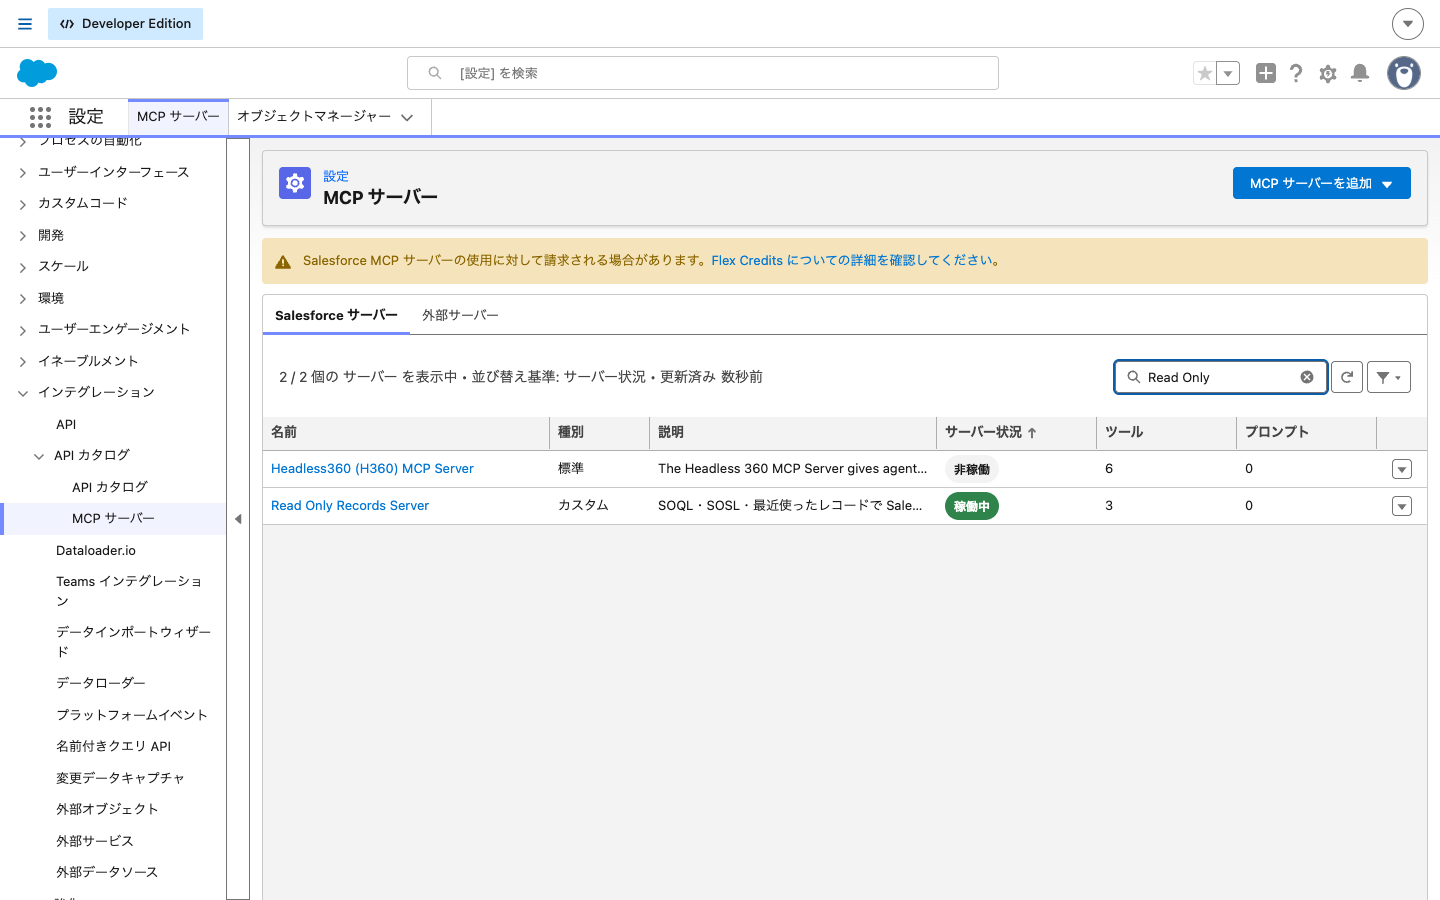 Developer Edition
[設定] を検索
設定
MCP サーバー
オブジェクトマネージャー
プロセスの自動化
ユーザーインターフェース
カスタムコード
開発
スケール
環境
ユーザーエンゲージメント
イネーブルメント
インテグレーション
API
API カタログ
API カタログ
MCP サーバー
Dataloader.io
Teams インテグレーショ
ン
データインポートウィザー
ド
データローダー
プラットフォームイベント
名前付きクエリ API
変更データキャプチャ
外部オブジェクト
外部サービス
外部データソース
設定
MCP サーバー
MCP サーバーを追加
Salesforce MCP サーバーの使用に対して請求される場合があります。Flex Credits についての詳細を確認してください。
Salesforce サーバー 外部サーバー
2 / 2 個の サーバー を表示中・並び替え基準: サーバー状況・更新済み 数秒前
Read Only
名前 種別 説明 サーバー状況 ↑ ツール プロンプト
Headless360 (H360) MCP Server 標準 The Headless 360 MCP Server gives agent... 非稼働 6 0
Read Only Records Server カスタム SOQL・SOSL・最近使ったレコードで Sale... 稼働中 3 0